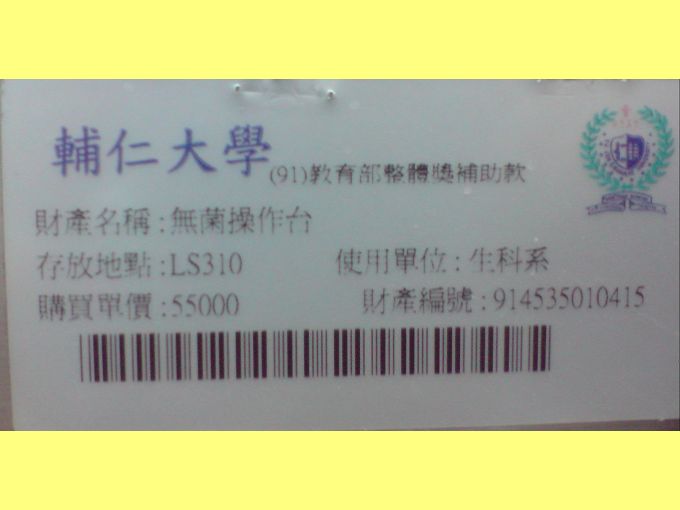 輔仁大學 (91)教育部整體獎補助款
財產名稱:無菌操作台
存放地點:LS310 使用單位:生科系
購買單價:55000 財產編號:914535010415